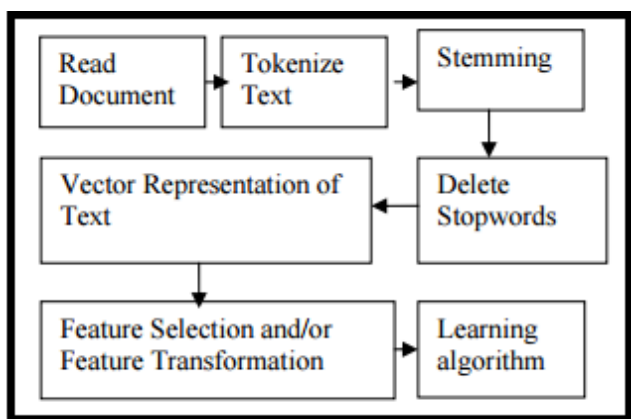 Read
Document
Tokenize
Text
Stemming
Vector Representation of
Text
Delete
Stopwords
Feature Selection and/or
Feature Transformation
Learning
algorithm